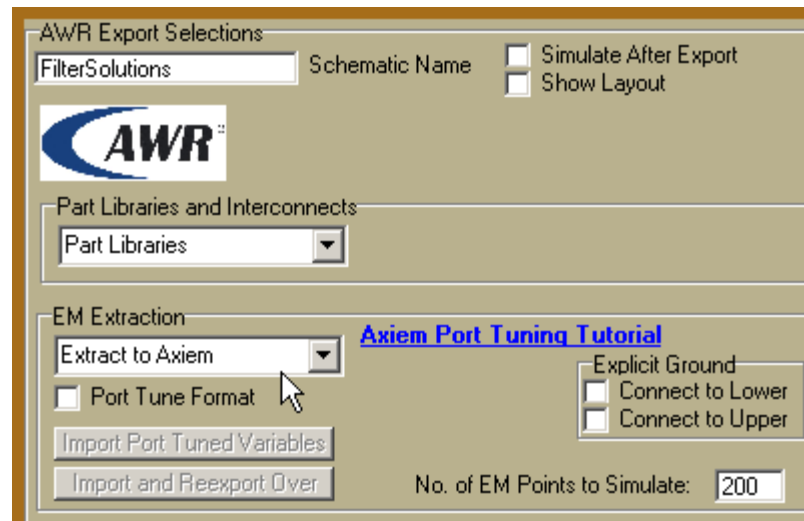 AWR Export Selections
FilterSolutions
Schematic Name
Simulate After Export
Show Layout
AWR
Part Libraries and Interconnects
Part Libraries
EM Extraction
Extract to Axiem
Axiem Port Tuning Tutorial
Port Tune Format
Explicit Ground
Connect to Lower
Connect to Upper
Import Port Tuned Variables
Import and Reexport Over
No. of EM Points to Simulate:
200